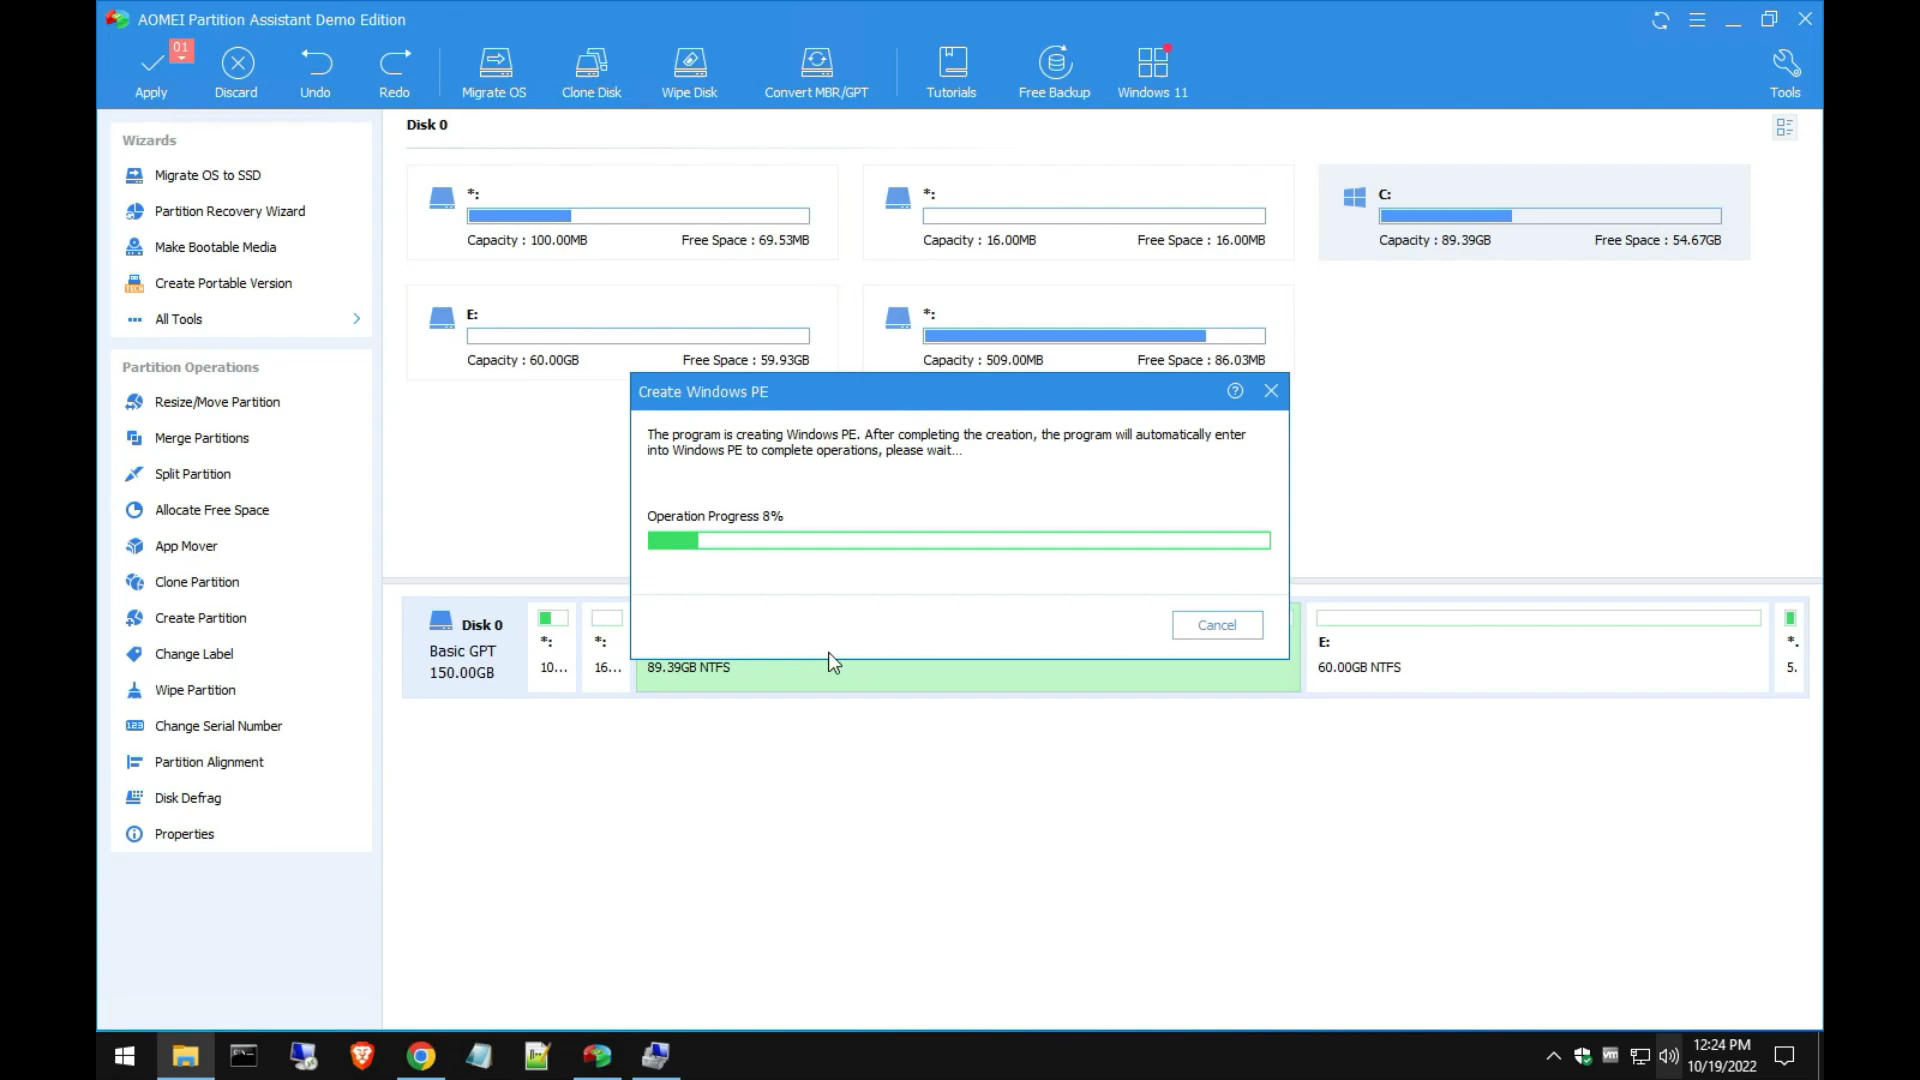 AOMEI Partition Assistant Demo Edition
01
Apply
Discard
Undo
Redo
Migrate OS
Clone Disk
Wipe Disk
Convert MBR/GPT
Tutorials
Free Backup
Windows 11
Tools
Wizards
Migrate OS to SSD
Partition Recovery Wizard
Make Bootable Media
Create Portable Version
All Tools
Partition Operations
Resize/Move Partition
Merge Partitions
Split Partition
Allocate Free Space
App Mover
Clone Partition
Create Partition
Change Label
Wipe Partition
Change Serial Number
Partition Alignment
Disk Defrag
Properties
Disk 0
*:
Capacity : 100.00MB Free Space : 69.53MB
*:
Capacity : 16.00MB Free Space : 16.00MB
C:
Capacity : 89.39GB Free Space : 54.67GB
E:
Capacity : 60.00GB Free Space : 59.93GB
*:
Capacity : 509.00MB Free Space : 86.03MB
Create Windows PE
The program is creating Windows PE. After completing the creation, the program will automatically enter
into Windows PE to complete operations, please wait...
Operation Progress 8%
Cancel
Disk 0
Basic GPT
150.00GB
*:
10...
*:
16...
89.39GB NTFS
E:
60.00GB NTFS
*.
5.
12:24 PM
10/19/2022